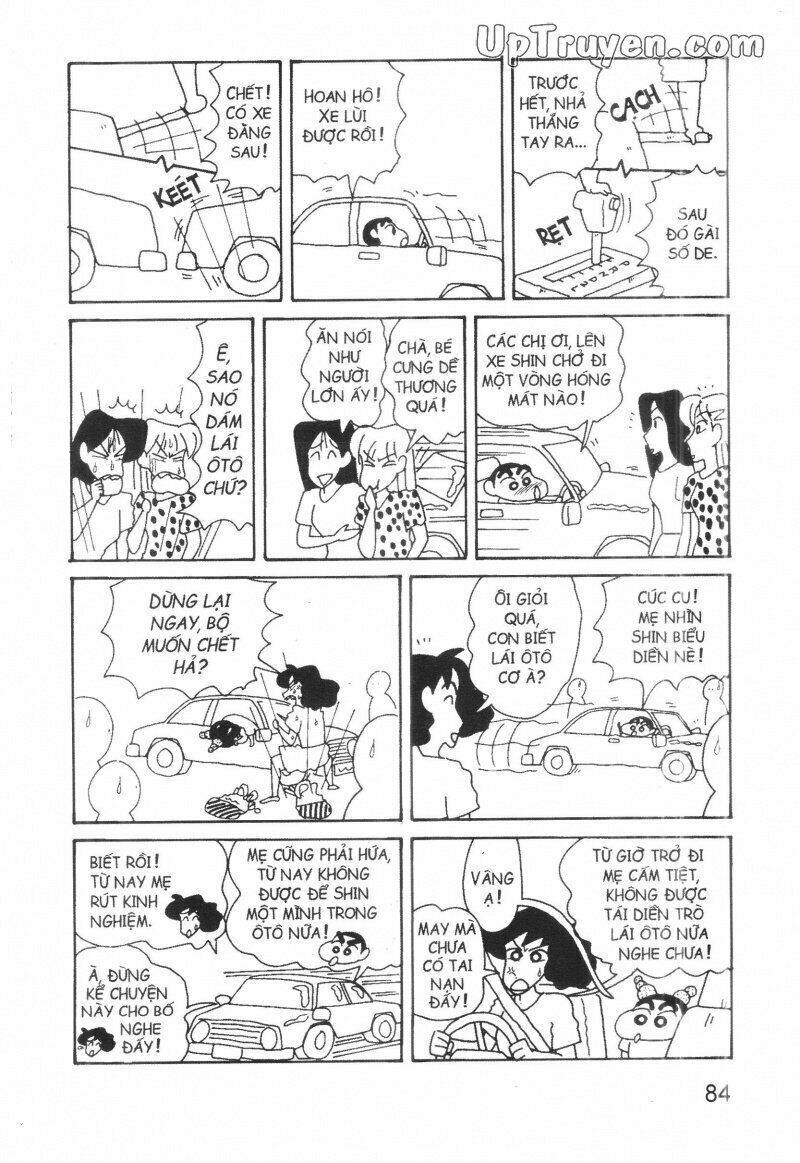 UpTruyen.com
TRƯỚC
HẾT, NHẢ
THẮNG
TAY RA...
CẠCH
RẸT
SAU
ĐÓ GÀI
SỐ DE.
HOAN HÔ!
XE LÙI
ĐƯỢC RỒI!
CHẾT!
CÓ XE
ĐẰNG
SAU!
KÉÉT
CÁC CHỊ ƠI, LÊN
XE SHIN CHỞ ĐI
MỘT VÒNG HÓNG
MÁT NÀO!
CHÀ, BÉ
CƯNG DỄ
THƯƠNG
QUÁ!
ĂN NÓI
NHƯ
NGƯỜI
LỚN ẤY!
Ê,
SAO
NÓ
DÁM
LÁI
ÔTÔ
CHỨ?
CÚC CU!
MẸ NHÌN
SHIN BIỂU
DIỄN NÈ!
ÔI GIỎI
QUÁ,
CON BIẾT
LÁI ÔTÔ
CƠ À?
DỪNG LẠI
NGAY, BỘ
MUỐN CHẾT
HẢ?
TỪ GIỜ TRỞ ĐI
MẸ CẤM TIỆT,
KHÔNG ĐƯỢC
TÁI DIỄN TRÒ
LÁI ÔTÔ NỮA
NGHE CHƯA!
VÂNG
Ạ!
MAY MÀ
CHƯA
CÓ TAI
NẠN
ĐẤY!
MẸ CŨNG PHẢI HỨA,
TỪ NAY KHÔNG
ĐƯỢC ĐỂ SHIN
MỘT MÌNH TRONG
ÔTÔ NỮA!
BIẾT RỒI!
TỪ NAY MẸ
RÚT KINH
NGHIỆM.
À, ĐỪNG
KỂ CHUYỆN
NÀY CHO BỐ
NGHE
ĐẤY!
84